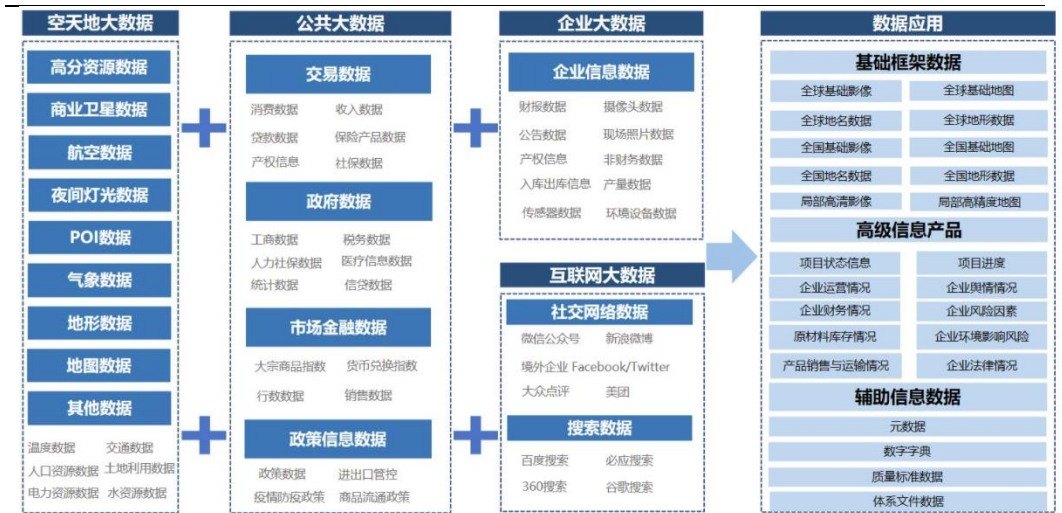 空天地大数据
高分资源数据
商业卫星数据
航空数据
夜间灯光数据
POI数据
气象数据
地形数据
地图数据
其他数据
温度数据 交通数据
人口资源数据 土地利用数据
电力资源数据 水资源数据
公共大数据
交易数据
消费数据 收入数据
贷款数据 保险产品数据
产权信息 社保数据
政府数据
工商数据 税务数据
人力社保数据 医疗信息数据
统计数据 信贷数据
市场金融数据
大宗商品指数 货币兑换指数
行数数据 销售数据
政策信息数据
政策数据 进出口管控
疫情防疫政策 商品流通政策
企业大数据
企业信息数据
财报数据 摄像头数据
公告数据 现场照片数据
产权信息 非财务数据
入库出库信息 产量数据
传感器数据 环境设备数据
互联网大数据
社交网络数据
微信公众号 新浪微博
境外企业 Facebook/Twitter
大众点评 美团
搜索数据
百度搜索 必应搜索
360搜索 谷歌搜索
数据应用
基础框架数据
全球基础影像 全球基础地图
全球地名数据 全球地形数据
全国基础影像 全国基础地图
全国地名数据 全国地形数据
局部高清影像 局部高精度地图
高级信息产品
项目状态信息 项目进度
企业运营情况 企业舆情情况
企业财务情况 企业风险因素
原材料库存情况 企业环境影响风险
产品销售与运输情况 企业法律情况
辅助信息数据
元数据
数字字典
质量标准数据
体系文件数据